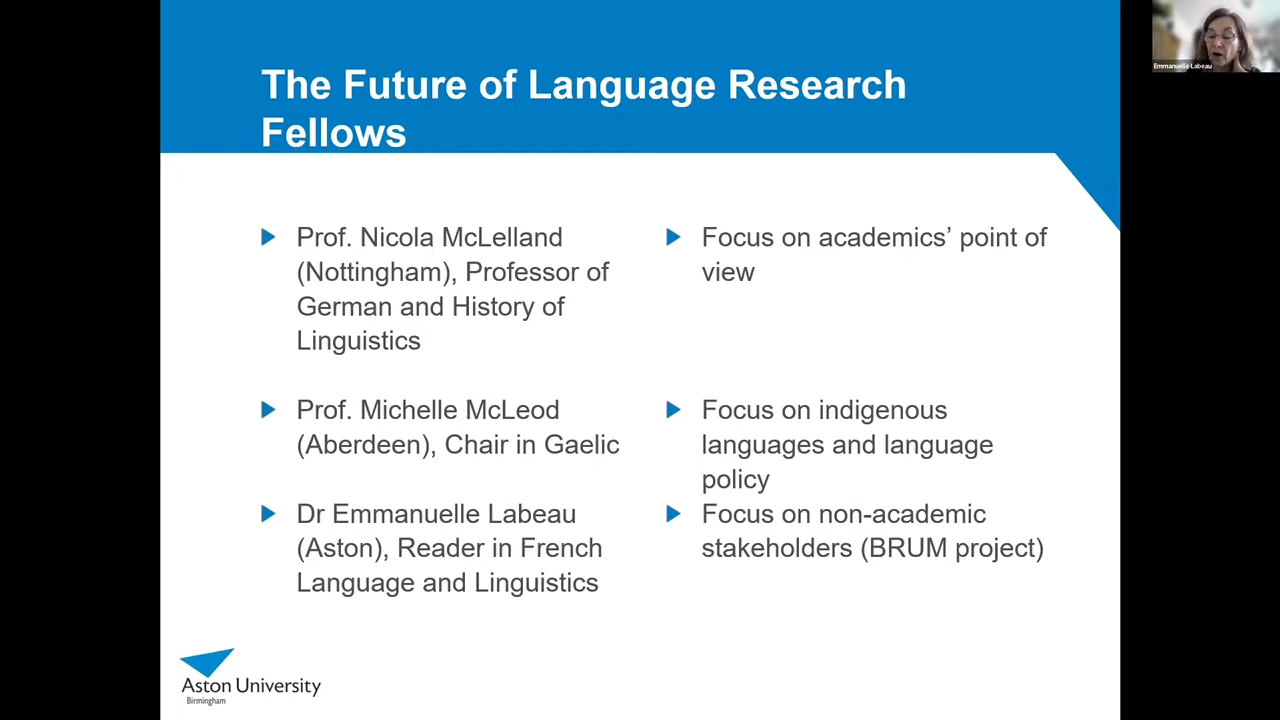 The Future of Language Research
Fellows
Prof. Nicola McLelland
(Nottingham), Professor of
German and History of
Linguistics
Focus on academics’ point of
view
Prof. Michelle McLeod
(Aberdeen), Chair in Gaelic
Focus on indigenous
languages and language
policy
Dr Emmanuelle Labeau
(Aston), Reader in French
Language and Linguistics
Focus on non-academic
stakeholders (BRUM project)
Aston University
Birmingham
Emmanuelle Labeau